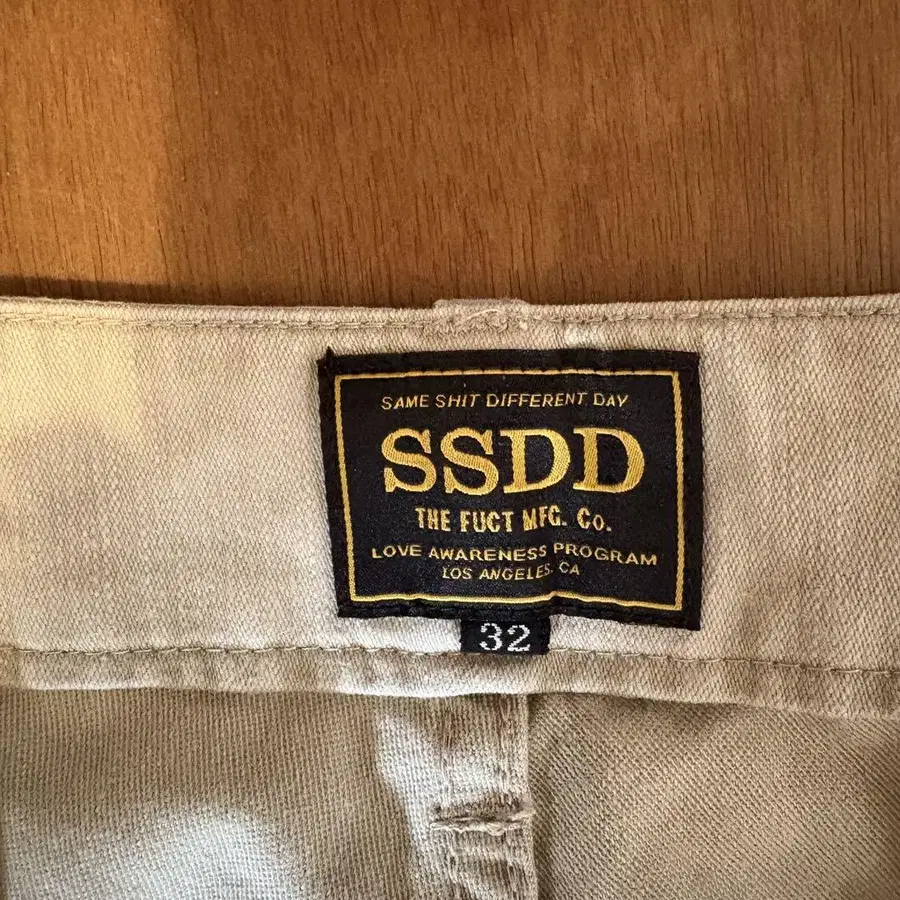 SAME SHIT DIFFERENT DAY
SSDD
THE FUCT MFG. Co.
LOVE AWARENESS PROGRAM
LOS ANGELES, CA
32